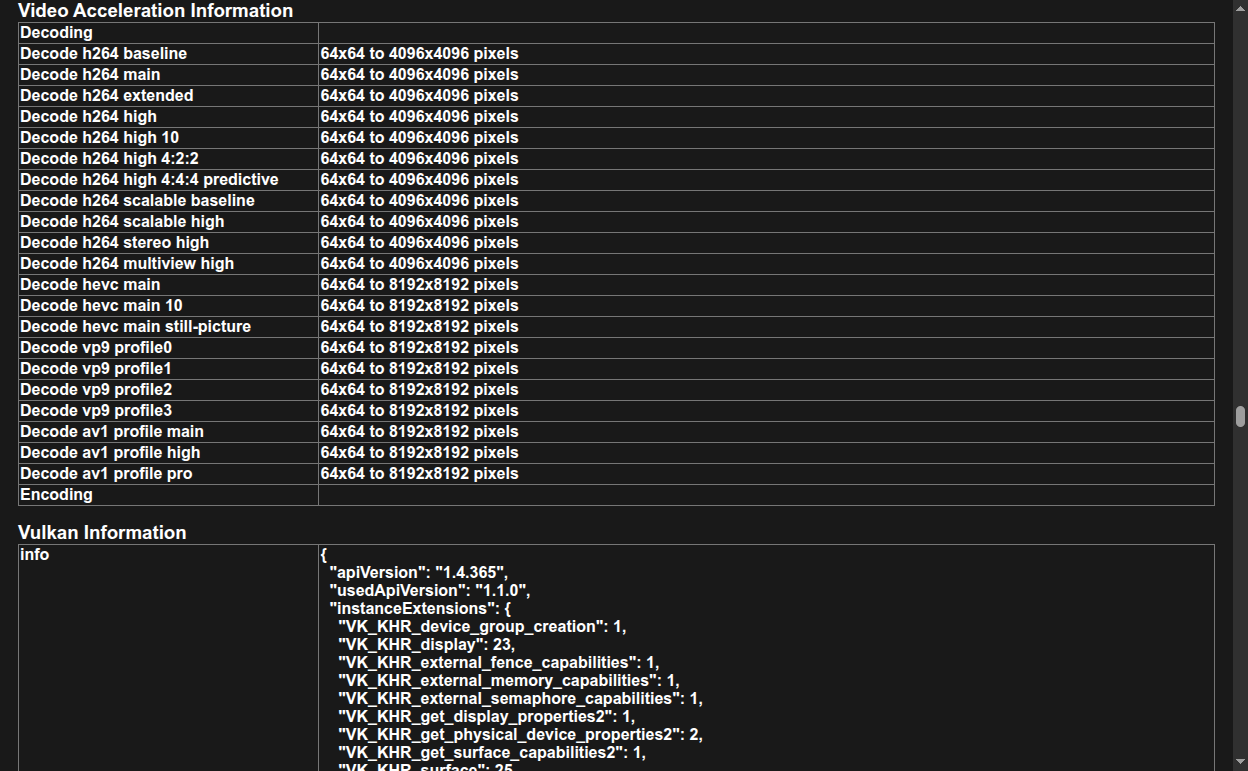 Video Acceleration Information
Decoding
Decode h264 baseline 64x64 to 4096x4096 pixels
Decode h264 main 64x64 to 4096x4096 pixels
Decode h264 extended 64x64 to 4096x4096 pixels
Decode h264 high 64x64 to 4096x4096 pixels
Decode h264 high 10 64x64 to 4096x4096 pixels
Decode h264 high 4:2:2 64x64 to 4096x4096 pixels
Decode h264 high 4:4:4 predictive 64x64 to 4096x4096 pixels
Decode h264 scalable baseline 64x64 to 4096x4096 pixels
Decode h264 scalable high 64x64 to 4096x4096 pixels
Decode h264 stereo high 64x64 to 4096x4096 pixels
Decode h264 multiview high 64x64 to 4096x4096 pixels
Decode hevc main 64x64 to 8192x8192 pixels
Decode hevc main 10 64x64 to 8192x8192 pixels
Decode hevc main still-picture 64x64 to 8192x8192 pixels
Decode vp9 profile0 64x64 to 8192x8192 pixels
Decode vp9 profile1 64x64 to 8192x8192 pixels
Decode vp9 profile2 64x64 to 8192x8192 pixels
Decode vp9 profile3 64x64 to 8192x8192 pixels
Decode av1 profile main 64x64 to 8192x8192 pixels
Decode av1 profile high 64x64 to 8192x8192 pixels
Decode av1 profile pro 64x64 to 8192x8192 pixels
Encoding
Vulkan Information
info {
"apiVersion": "1.4.365",
"usedApiVersion": "1.1.0",
"instanceExtensions": {
"VK_KHR_device_group_creation": 1,
"VK_KHR_display": 23,
"VK_KHR_external_fence_capabilities": 1,
"VK_KHR_external_memory_capabilities": 1,
"VK_KHR_external_semaphore_capabilities": 1,
"VK_KHR_get_display_properties2": 1,
"VK_KHR_get_physical_device_properties2": 2,
"VK_KHR_get_surface_capabilities2": 1,
"VK_KHR_surface": 25,